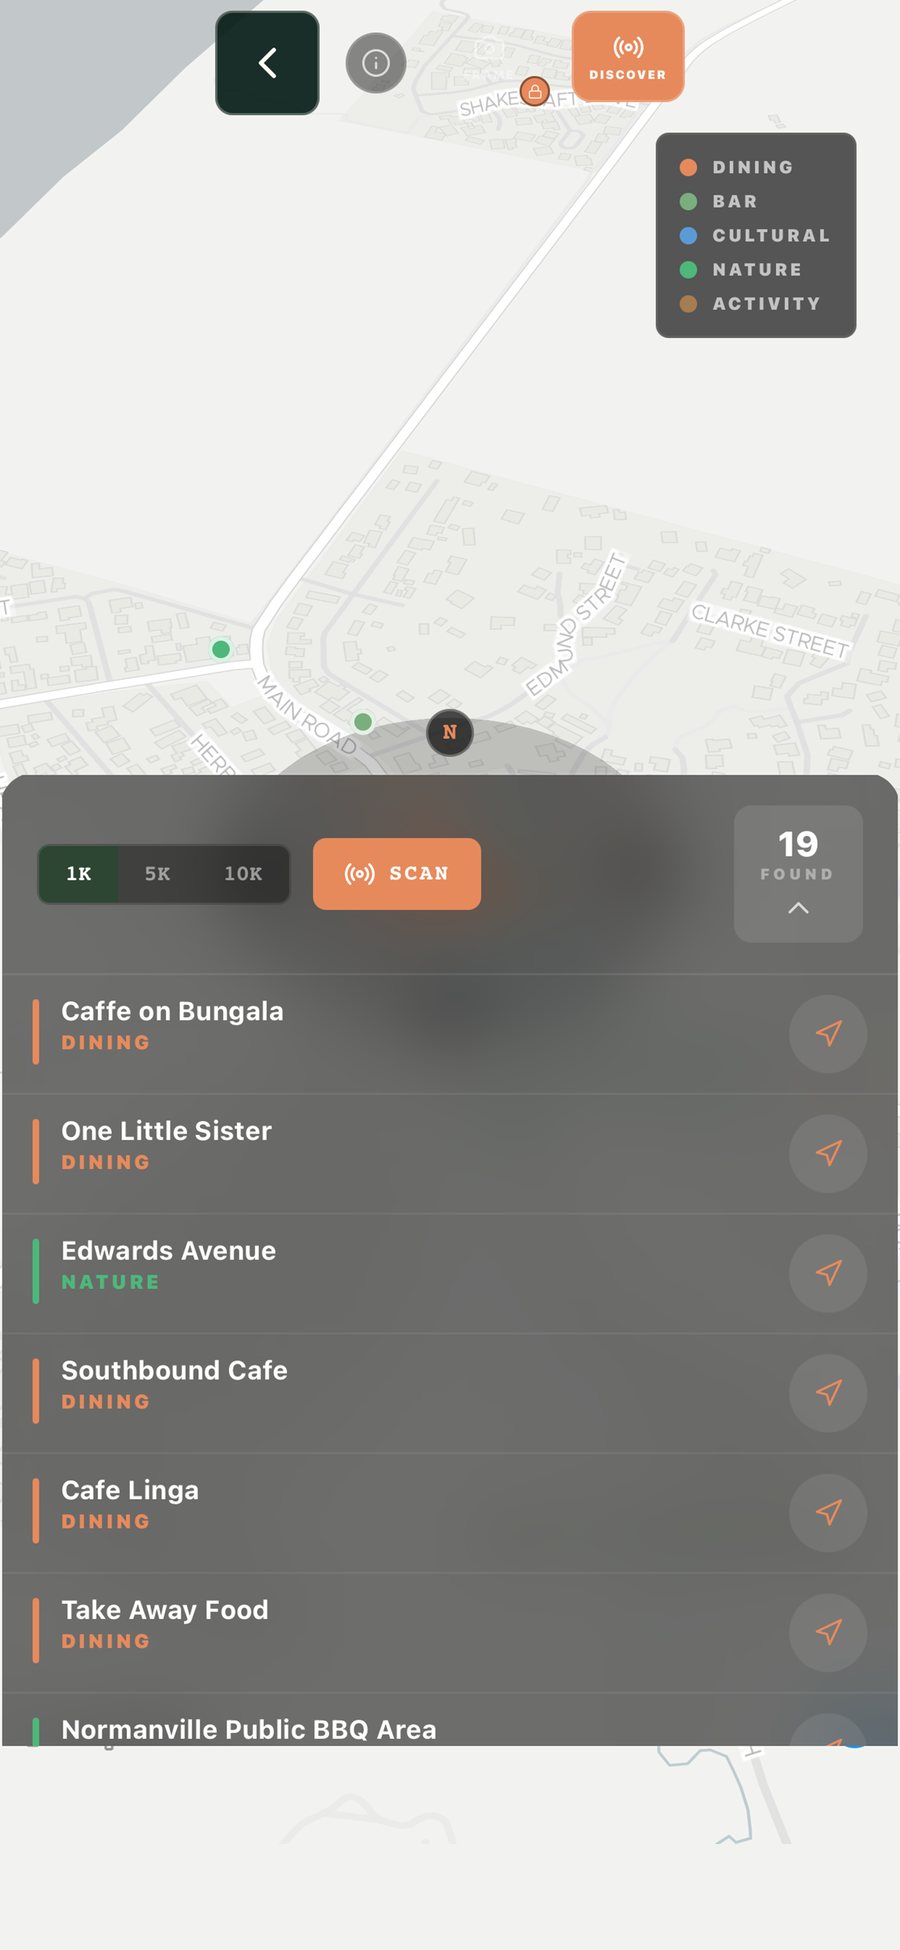 DISCOVER
DINING
BAR
CULTURAL
NATURE
ACTIVITY
EDMUND STREET
CLARKE STREET
MAIN ROAD
N
1K
5K
10K
SCAN
19
FOUND
Caffe on Bungala
DINING
One Little Sister
DINING
Edwards Avenue
NATURE
Southbound Cafe
DINING
Cafe Linga
DINING
Take Away Food
DINING
Normanville Public BBQ Area